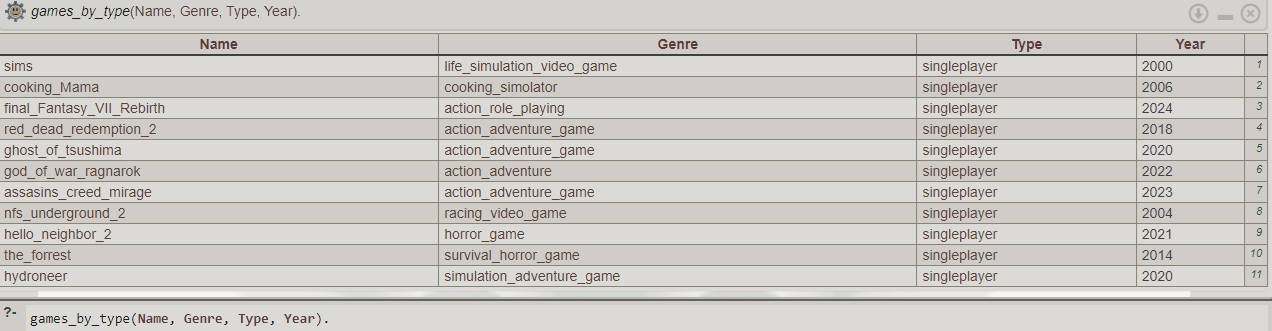 games_by_type(Name, Genre, Type, Year).
Name Genre Type Year
sims life_simulation_video_game singleplayer 2000 1
cooking_Mama cooking_simolator singleplayer 2006 2
final_Fantasy_VII_Rebirth action_role_playing singleplayer 2024 3
red_dead_redemption_2 action_adventure_game singleplayer 2018 4
ghost_of_tsushima action_adventure_game singleplayer 2020 5
god_of_war_ragnarok action_adventure singleplayer 2022 6
assasins_creed_mirage action_adventure_game singleplayer 2023 7
nfs_underground_2 racing_video_game singleplayer 2004 8
hello_neighbor_2 horror_game singleplayer 2021 9
the_forrest survival_horror_game singleplayer 2014 10
hydroneer simulation_adventure_game singleplayer 2020 11
?- games_by_type(Name, Genre, Type, Year).